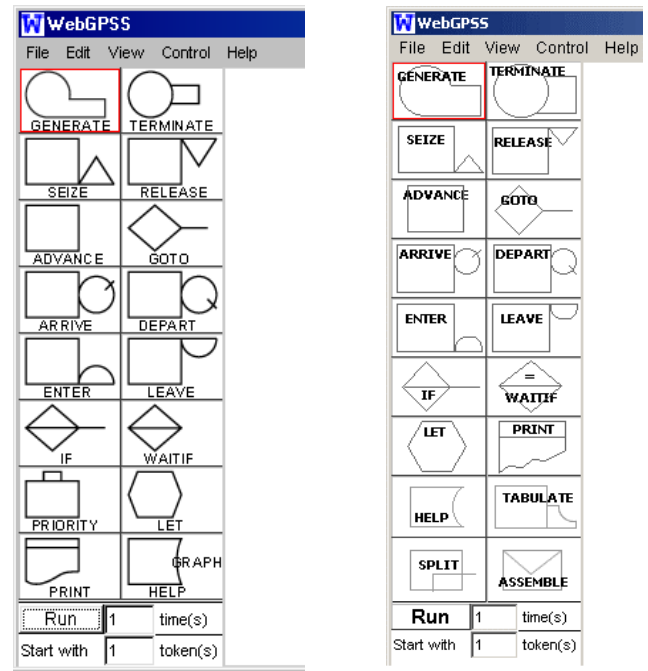 WebGPSS
File Edit View Control Help
GENERATE TERMINATE
SEIZE RELEASE
ADVANCE GOTO
ARRIVE DEPART
ENTER LEAVE
IF WAITIF
PRIORITY LET
GRAPH
PRINT HELP
Run 1 time(s)
Start with 1 token(s)
WebGPSS
File Edit View Control Help
GENERATE TERMINATE
SEIZE RELEASE
ADVANCE GOTO
ARRIVE DEPART
ENTER LEAVE
=
IF WAITIF
LET PRINT
HELP TABULATE
SPLIT ASSEMBLE
Run 1 time(s)
Start with 1 token(s)